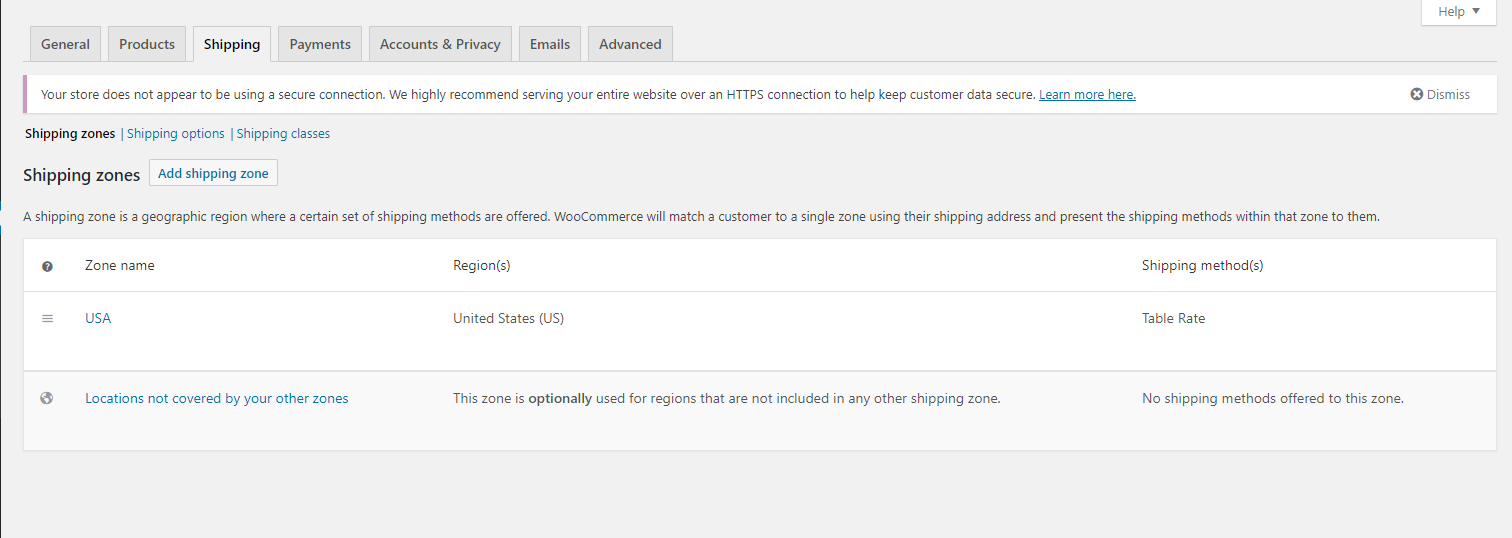 Help
General Products Shipping Payments Accounts & Privacy Emails Advanced
Your store does not appear to be using a secure connection. We highly recommend serving your entire website over an HTTPS connection to help keep customer data secure. Learn more here. Dismiss
Shipping zones | Shipping options | Shipping classes
Shipping zones Add shipping zone
A shipping zone is a geographic region where a certain set of shipping methods are offered. WooCommerce will match a customer to a single zone using their shipping address and present the shipping methods within that zone to them.
Zone name Region(s) Shipping method(s)
USA United States (US) Table Rate
Locations not covered by your other zones This zone is optionally used for regions that are not included in any other shipping zone. No shipping methods offered to this zone.